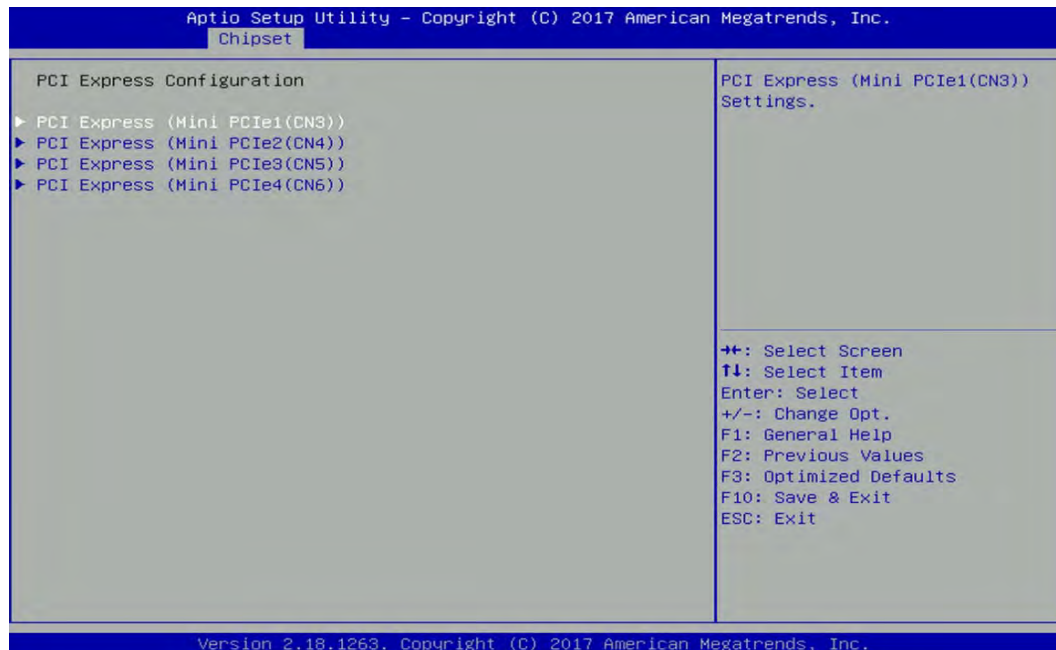 Aptio Setup Utility – Copyright (C) 2017 American Megatrends, Inc.
Chipset
PCI Express Configuration
▶ PCI Express (Mini PCIe1(CN3))
▶ PCI Express (Mini PCIe2(CN4))
▶ PCI Express (Mini PCIe3(CN5))
▶ PCI Express (Mini PCIe4(CN6))
PCI Express (Mini PCIe1(CN3))
Settings.
→←: Select Screen
↑↓: Select Item
Enter: Select
+/-: Change Opt.
F1: General Help
F2: Previous Values
F3: Optimized Defaults
F10: Save & Exit
ESC: Exit
Version 2.18.1263. Copyright (C) 2017 American Megatrends, Inc.